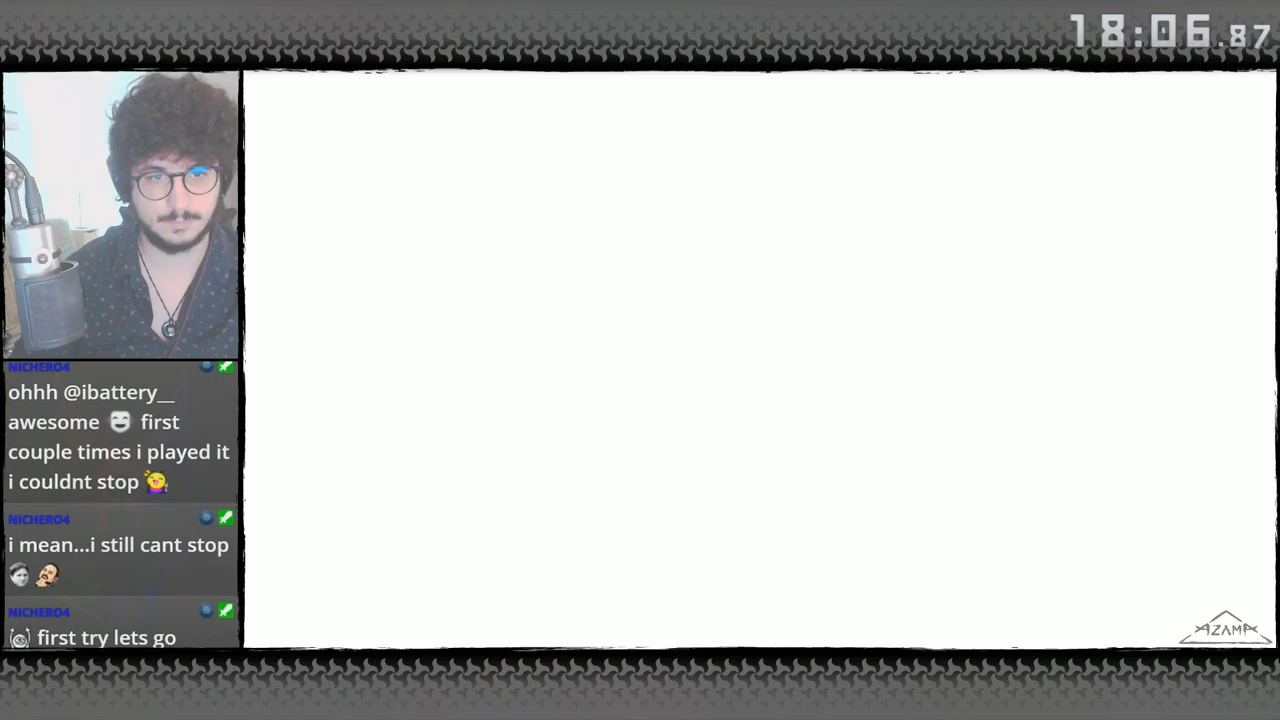 18:06.87
NICHERO4
ohhh @ibattery__
awesome first
couple times i played it
i couldnt stop
NICHERO4
i mean...i still cant stop
NICHERO4
first try lets go
AZAMA